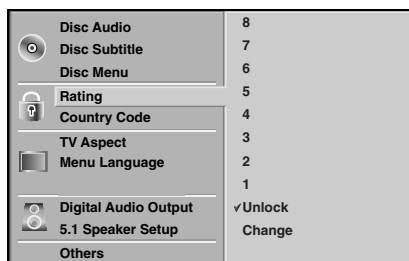 Disc Audio
Disc Subtitle
Disc Menu
Rating
Country Code
TV Aspect
Menu Language
Digital Audio Output
5.1 Speaker Setup
Others
8
7
6
5
4
3
2
1
✓Unlock
Change